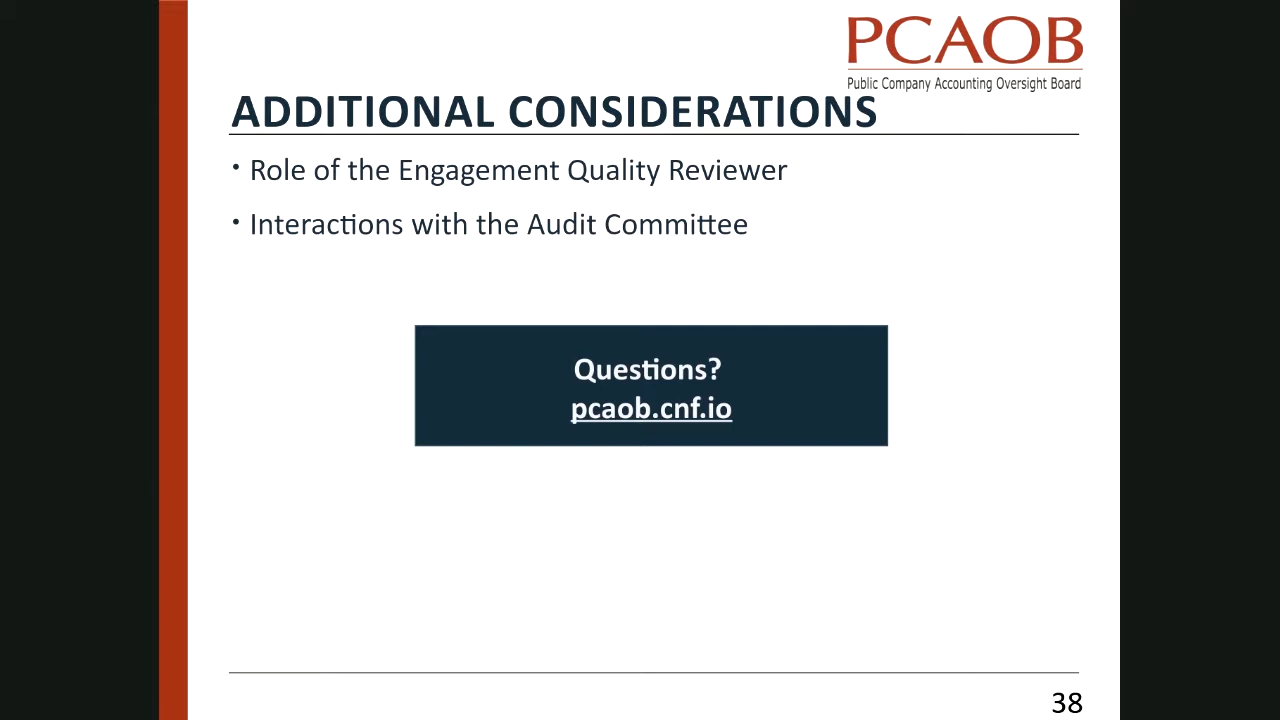 PCAOB
Public Company Accounting Oversight Board
ADDITIONAL CONSIDERATIONS
• Role of the Engagement Quality Reviewer
• Interactions with the Audit Committee
Questions?
pcaob.cnf.io
38